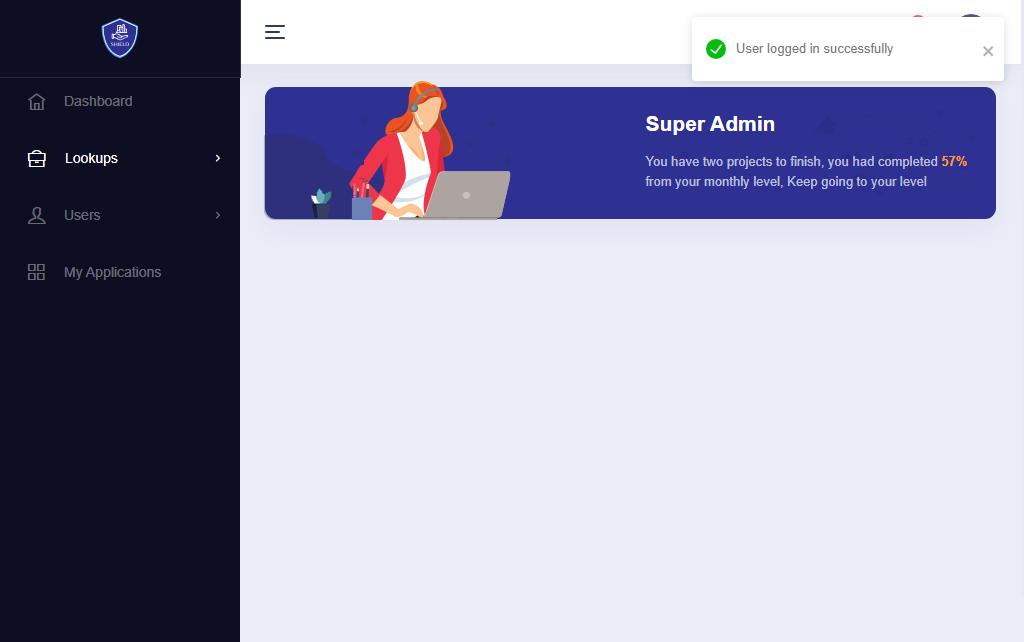 SHIELD
User logged in successfully
Dashboard
Lookups
Users
My Applications
Super Admin
You have two projects to finish, you had completed 57%
from your monthly level, Keep going to your level